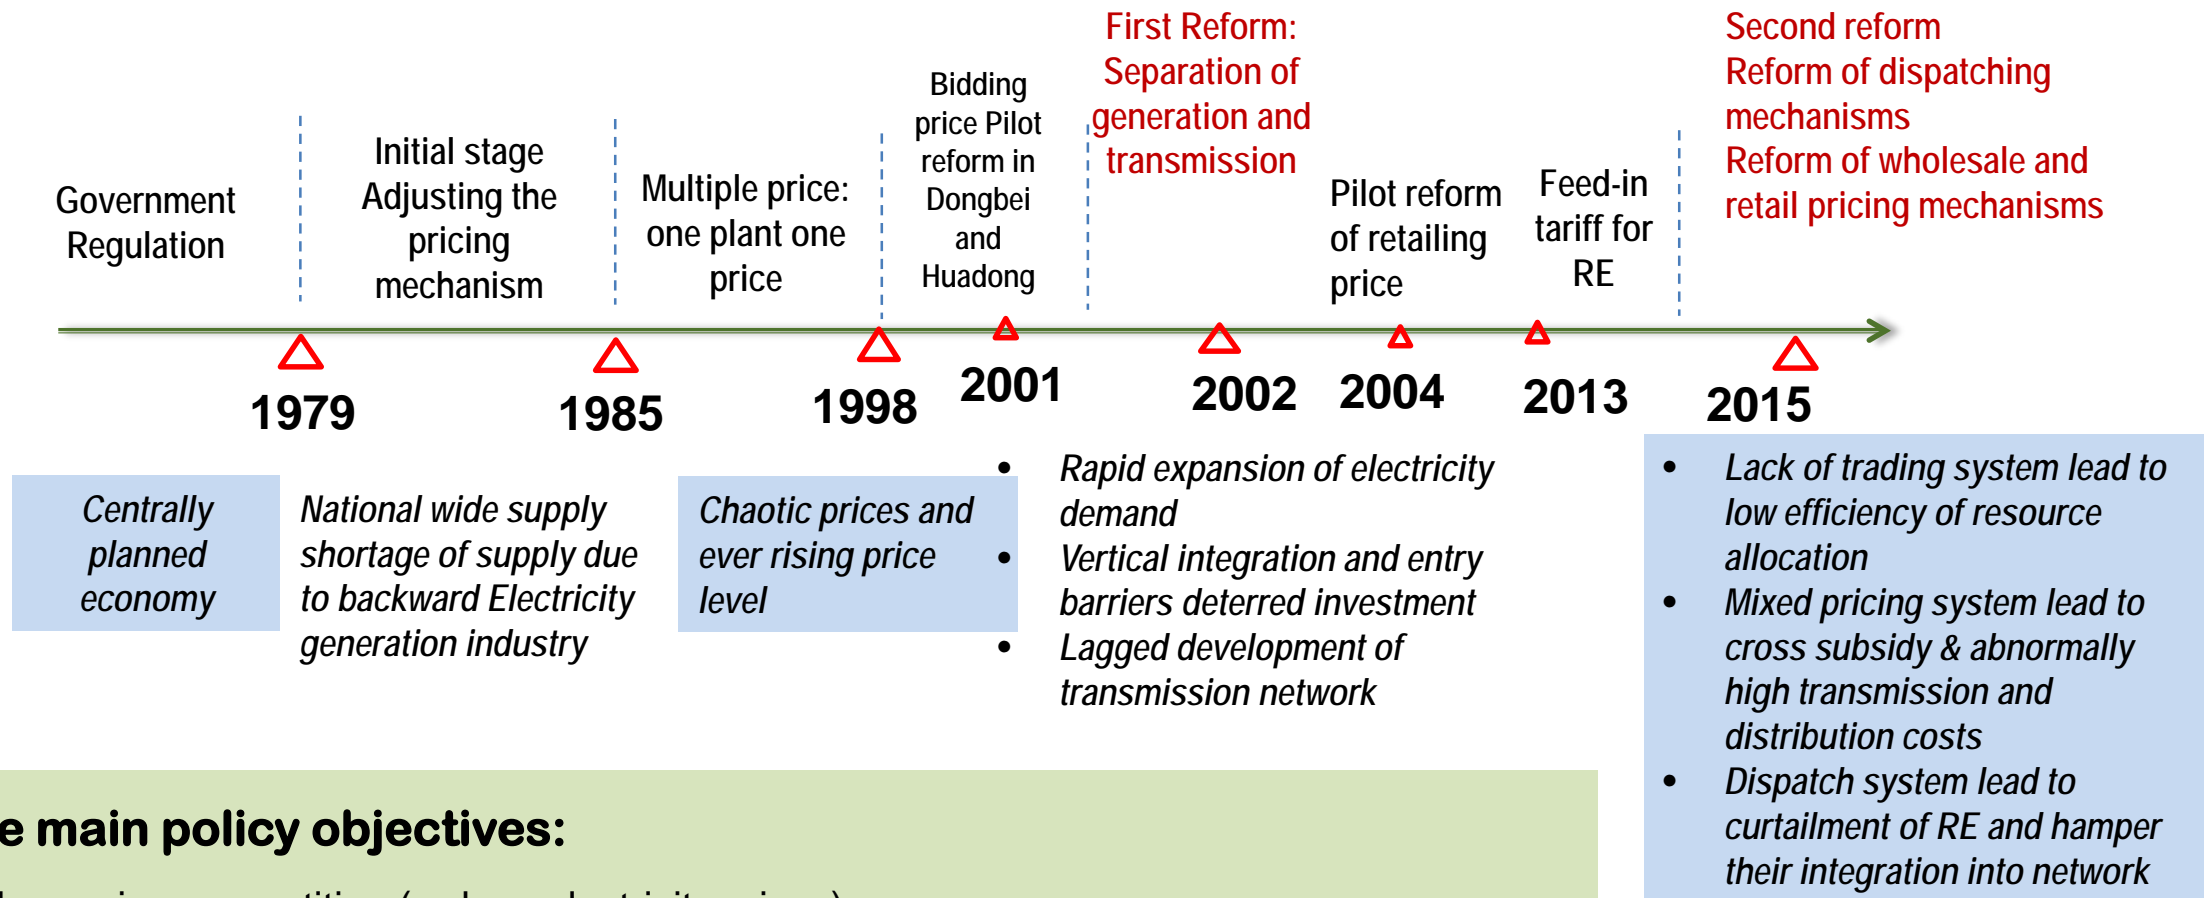 Government
Regulation
Initial stage
Adjusting the
pricing
mechanism
Multiple price:
one plant one
price
Bidding
price Pilot
reform in
Dongbei
and
Huadong
First Reform:
Separation of
generation and
transmission
Pilot reform
of retailing
price
Feed-in
tariff for
RE
Second reform
Reform of dispatching
mechanisms
Reform of wholesale and
retail pricing mechanisms
1979
1985
1998
2001
2002
2004
2013
2015
Centrally
planned
economy
National wide supply
shortage of supply due
to backward Electricity
generation industry
Chaotic prices and
ever rising price
level
• Rapid expansion of electricity
demand
• Vertical integration and entry
barriers deterred investment
• Lagged development of
transmission network
• Lack of trading system lead to
low efficiency of resource
allocation
• Mixed pricing system lead to
cross subsidy & abnormally
high transmission and
distribution costs
• Dispatch system lead to
curtailment of RE and hamper
their integration into network
e main policy objectives: